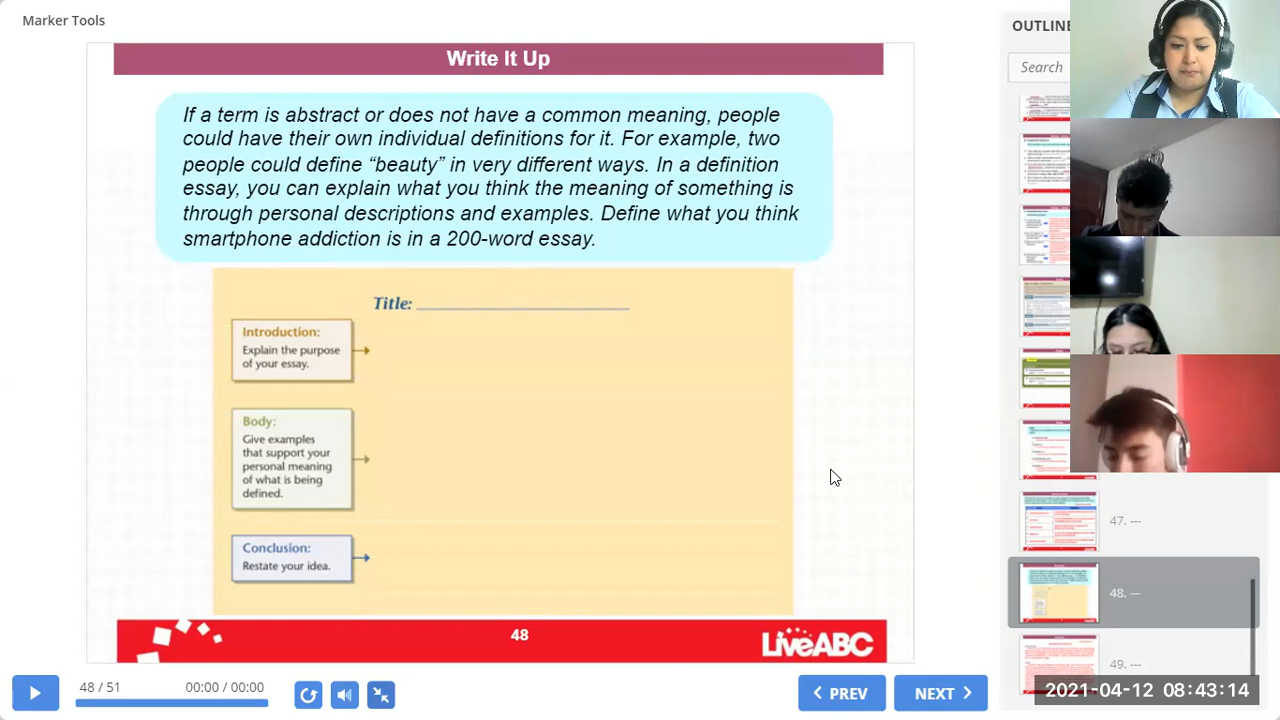 Marker Tools
OUTLINE
Search
Write It Up
If a term is abstract or does not have a common meaning, people
could have their own individual definitions for it. For example, two
people could define “beauty” in very different ways. In a definition
essay, you can explain what you think the meaning of something is
through personal descriptions and examples. Define what you think
smartphone addiction is in a 200-word essay.
Title:
Introduction:
Explain the purpose
of your essay.
Body:
Give examples
that support your
personal meaning
of what is being
defined.
Conclusion:
Restate your idea.
48
LiveABC
47. ---
48. ---
49. ---
48 / 51
00:00 / 00:00
PREV
NEXT
2021-04-12 08:43:14